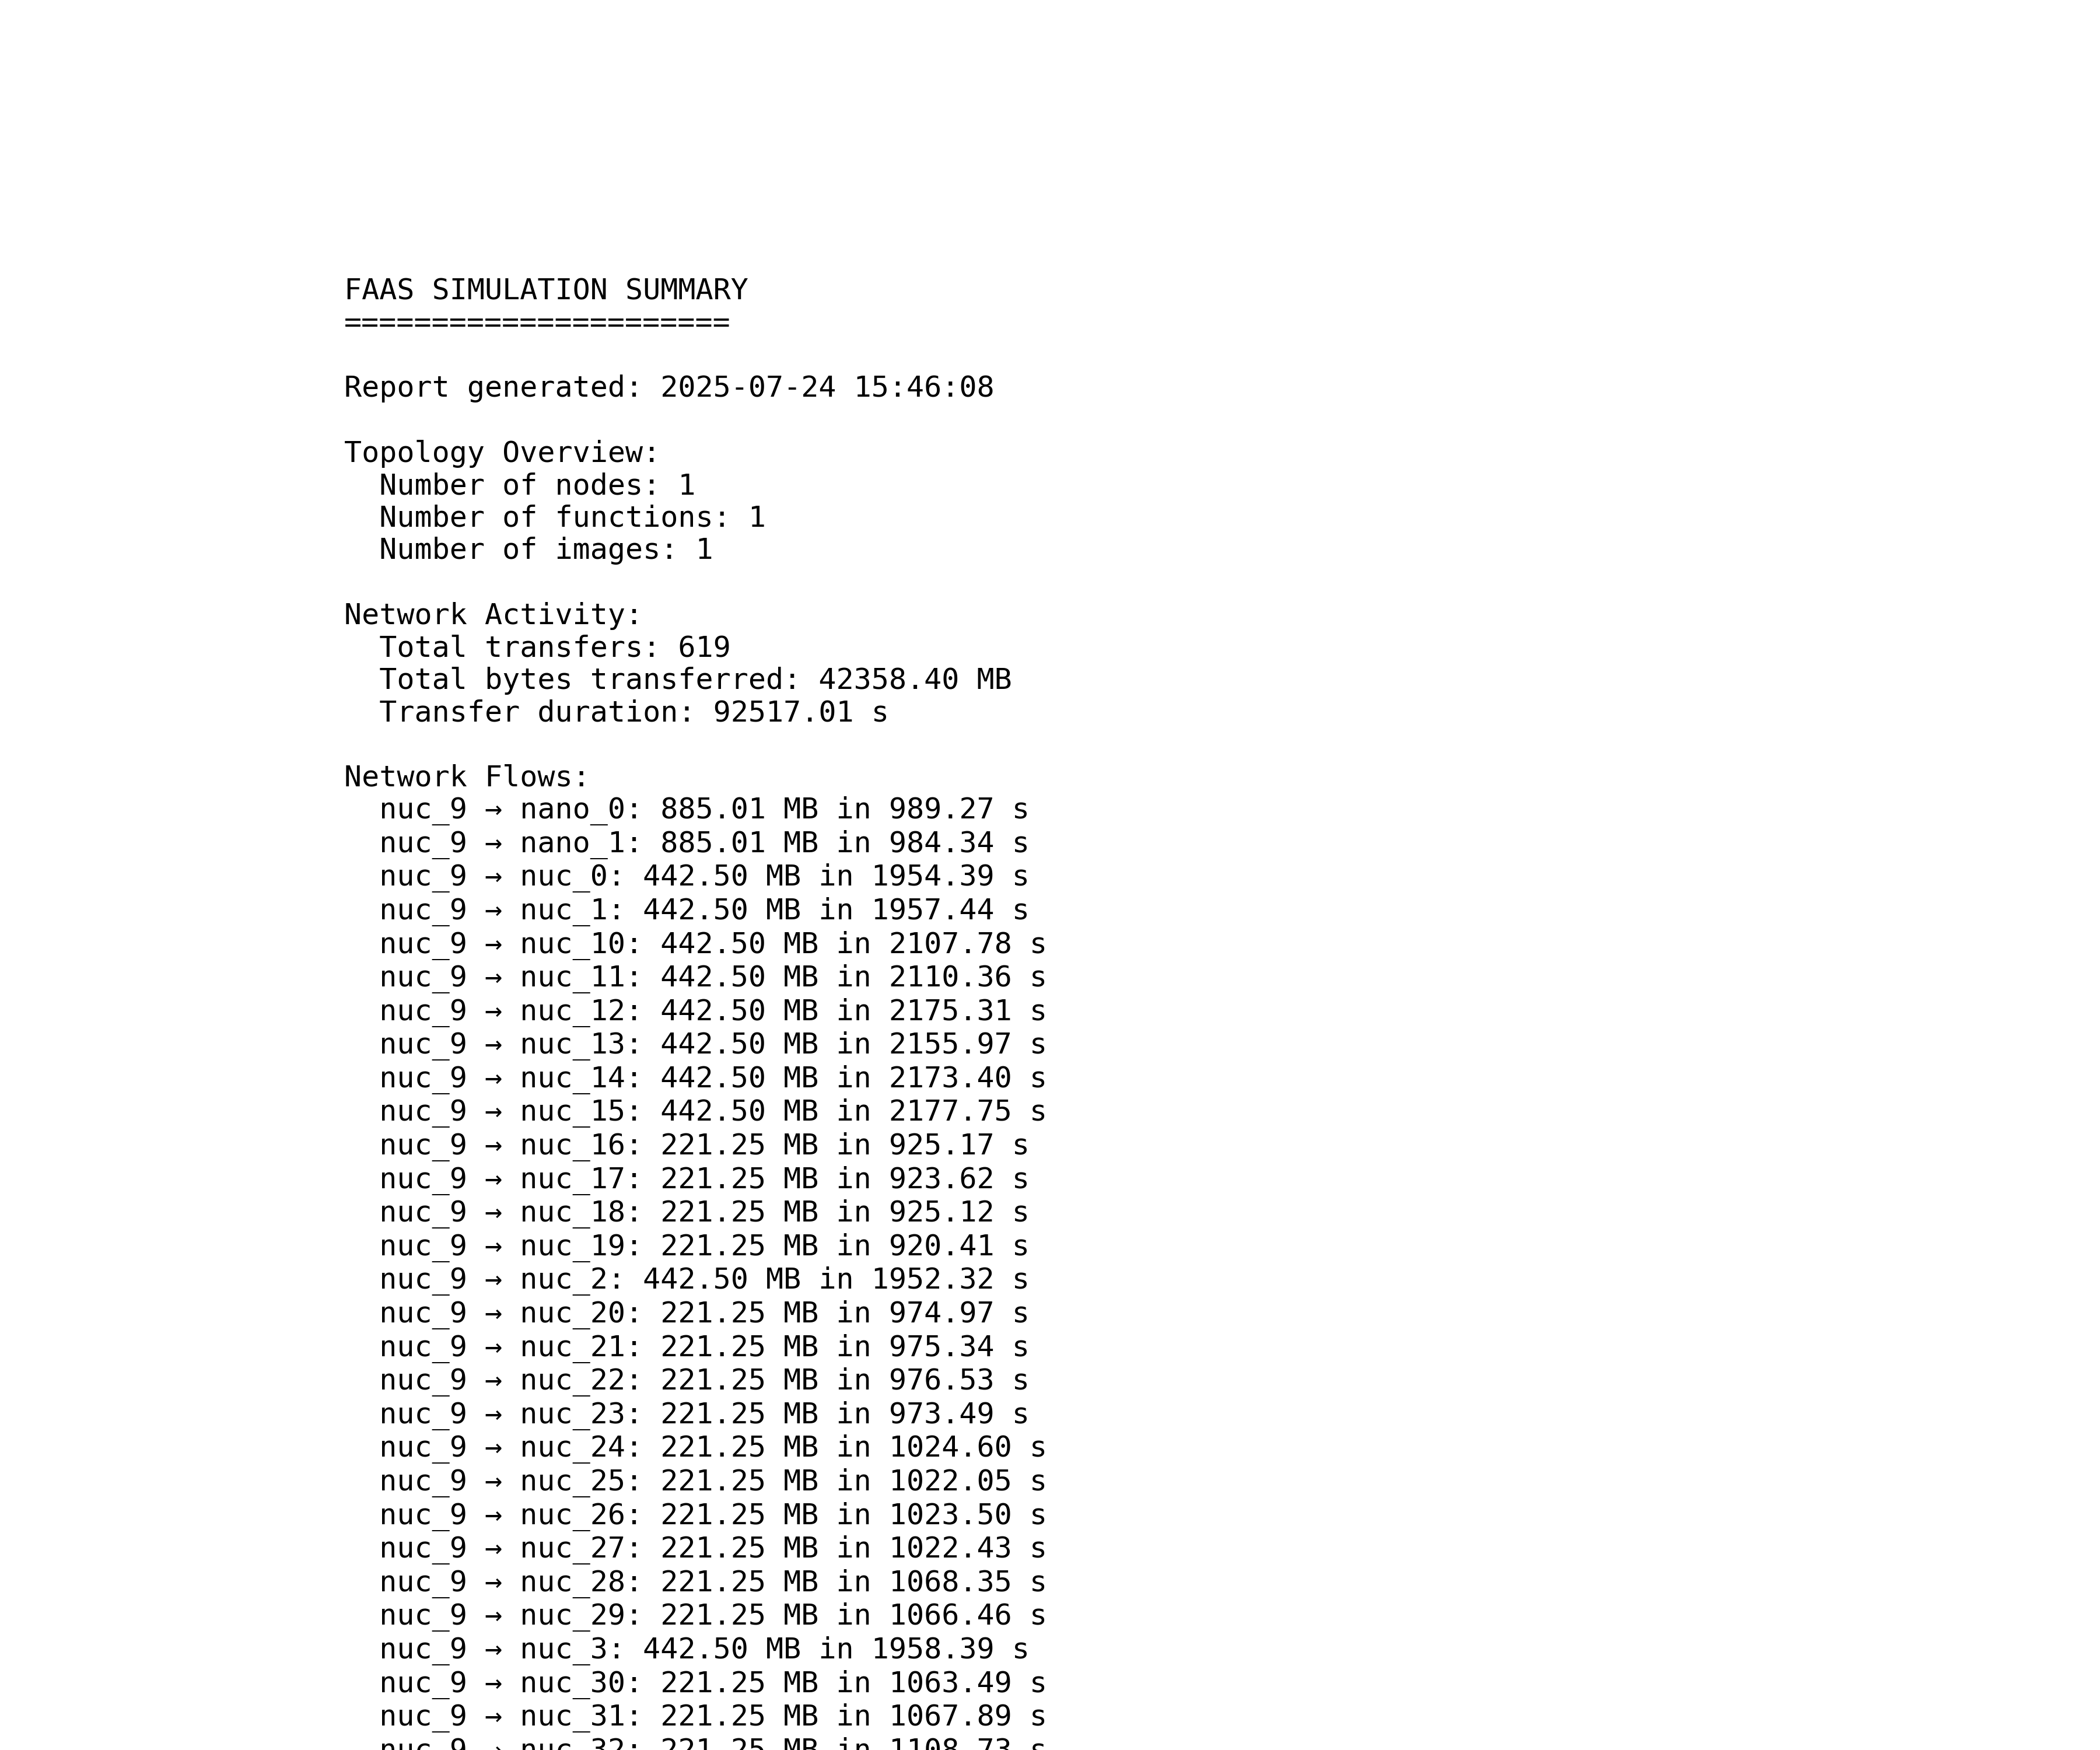 FAAS SIMULATION SUMMARY
======================
Report generated: 2025-07-24 15:46:08
Topology Overview:
Number of nodes: 1
Number of functions: 1
Number of images: 1
Network Activity:
Total transfers: 619
Total bytes transferred: 42358.40 MB
Transfer duration: 92517.01 s
Network Flows:
nuc_9 → nano_0: 885.01 MB in 989.27 s
nuc_9 → nano_1: 885.01 MB in 984.34 s
nuc_9 → nuc_0: 442.50 MB in 1954.39 s
nuc_9 → nuc_1: 442.50 MB in 1957.44 s
nuc_9 → nuc_10: 442.50 MB in 2107.78 s
nuc_9 → nuc_11: 442.50 MB in 2110.36 s
nuc_9 → nuc_12: 442.50 MB in 2175.31 s
nuc_9 → nuc_13: 442.50 MB in 2155.97 s
nuc_9 → nuc_14: 442.50 MB in 2173.40 s
nuc_9 → nuc_15: 442.50 MB in 2177.75 s
nuc_9 → nuc_16: 221.25 MB in 925.17 s
nuc_9 → nuc_17: 221.25 MB in 923.62 s
nuc_9 → nuc_18: 221.25 MB in 925.12 s
nuc_9 → nuc_19: 221.25 MB in 920.41 s
nuc_9 → nuc_2: 442.50 MB in 1952.32 s
nuc_9 → nuc_20: 221.25 MB in 974.97 s
nuc_9 → nuc_21: 221.25 MB in 975.34 s
nuc_9 → nuc_22: 221.25 MB in 976.53 s
nuc_9 → nuc_23: 221.25 MB in 973.49 s
nuc_9 → nuc_24: 221.25 MB in 1024.60 s
nuc_9 → nuc_25: 221.25 MB in 1022.05 s
nuc_9 → nuc_26: 221.25 MB in 1023.50 s
nuc_9 → nuc_27: 221.25 MB in 1022.43 s
nuc_9 → nuc_28: 221.25 MB in 1068.35 s
nuc_9 → nuc_29: 221.25 MB in 1066.46 s
nuc_9 → nuc_3: 442.50 MB in 1958.39 s
nuc_9 → nuc_30: 221.25 MB in 1063.49 s
nuc_9 → nuc_31: 221.25 MB in 1067.89 s
nuc_9 → nuc_32: 221.25 MB in 1108.73 s